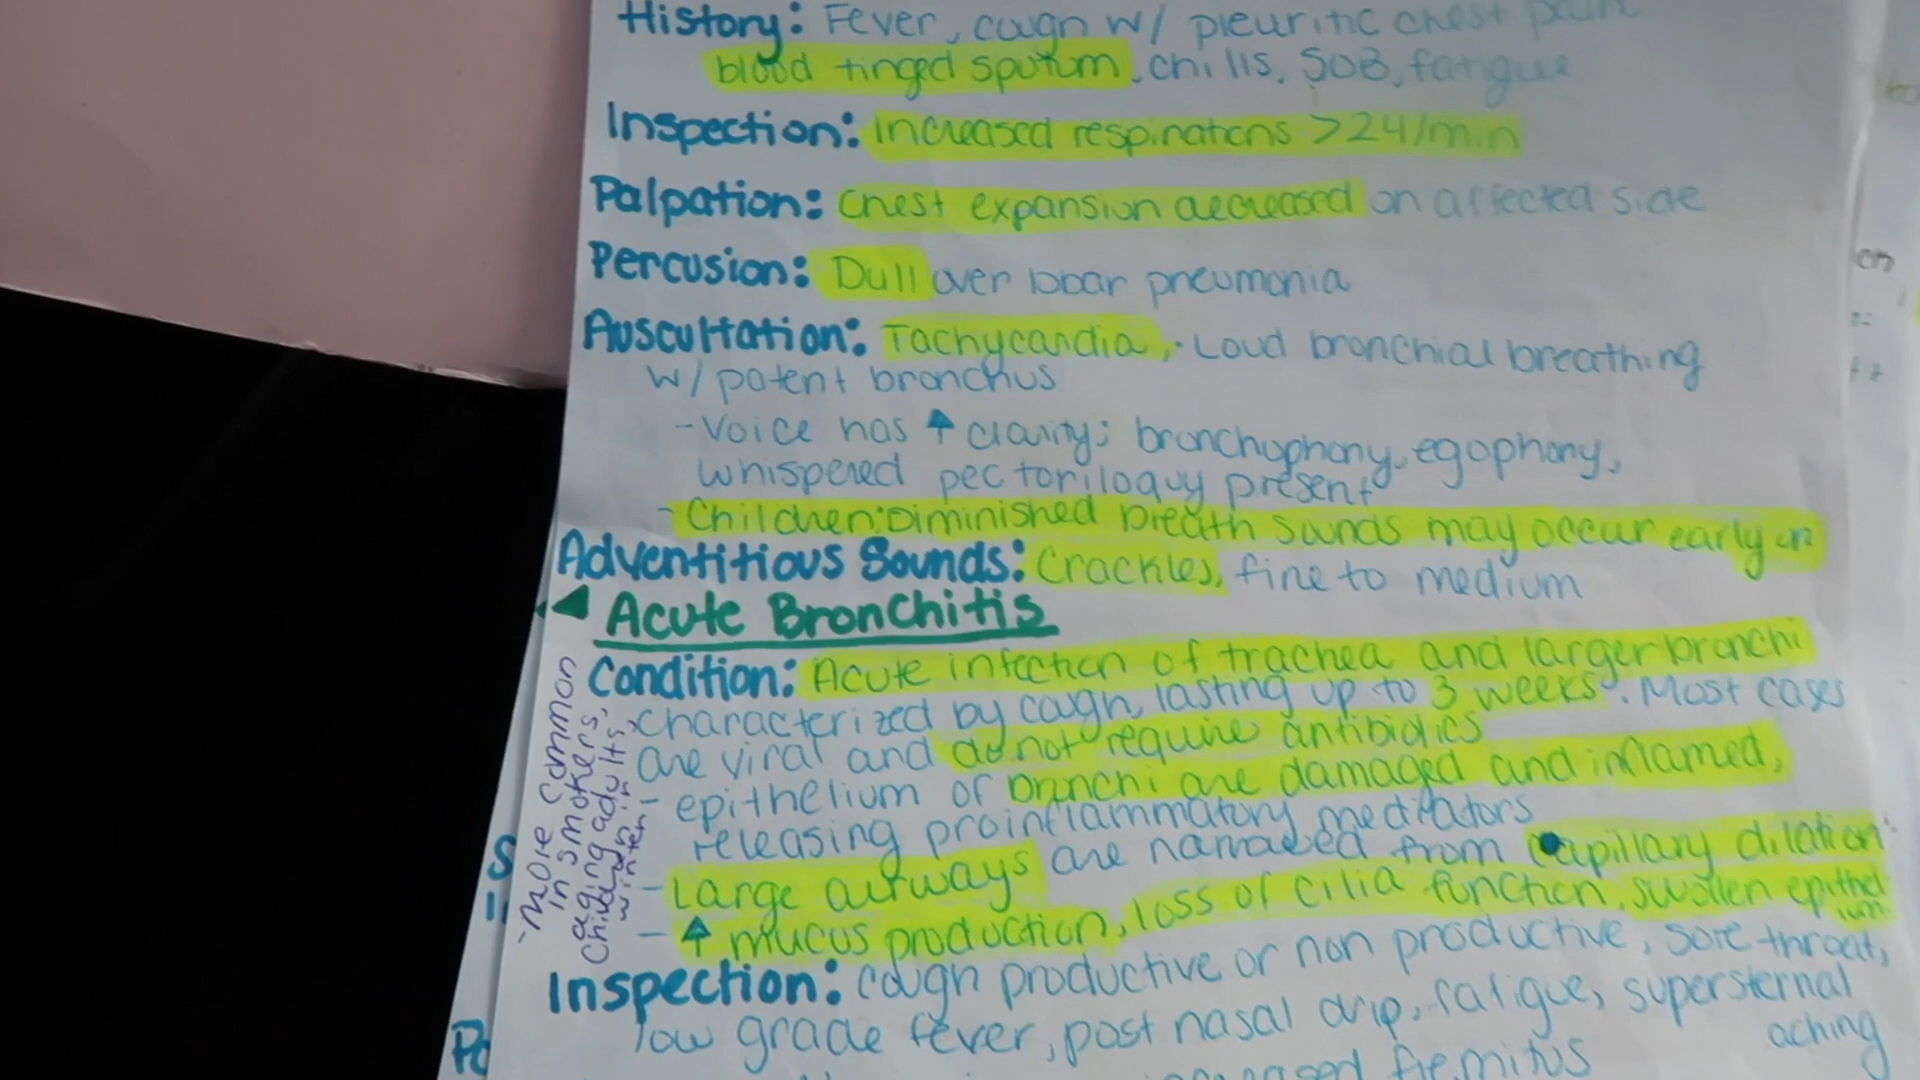 History: Fever, cough w/ pleuritic chest pain
blood tinged sputum, chills, SOB, fatigue
Inspection: Increased respirations >24/min
Palpation: Chest expansion decreased on affected side
Percusion: Dull over lobar pneumonia
Auscultation: Tachycardia, · Loud bronchial breathing
w/ patent bronchus
- Voice has ↑ clarity; bronchophony, egophony,
whispered pectoriloquy present
- Children: Diminished breath sounds may occur early on
Adventitious Sounds: Crackles, fine to medium
Acute Bronchitis
Condition: Acute infection of trachea and larger bronchi
characterized by cough, lasting up to 3 weeks. Most cases
are viral and do not require antibiotics
- epithelium of bronchi are damaged and inflamed,
releasing proinflammatory mediators
- Large airways are narrowed from capillary dilation
- ↑ mucus production, loss of cilia function, swollen epithelium
Inspection: cough productive or non productive, sore throat,
low grade fever, post nasal drip, fatigue, supersternal
aching
fremitus
- More common
in smokers,
aging adults,
children in
winter